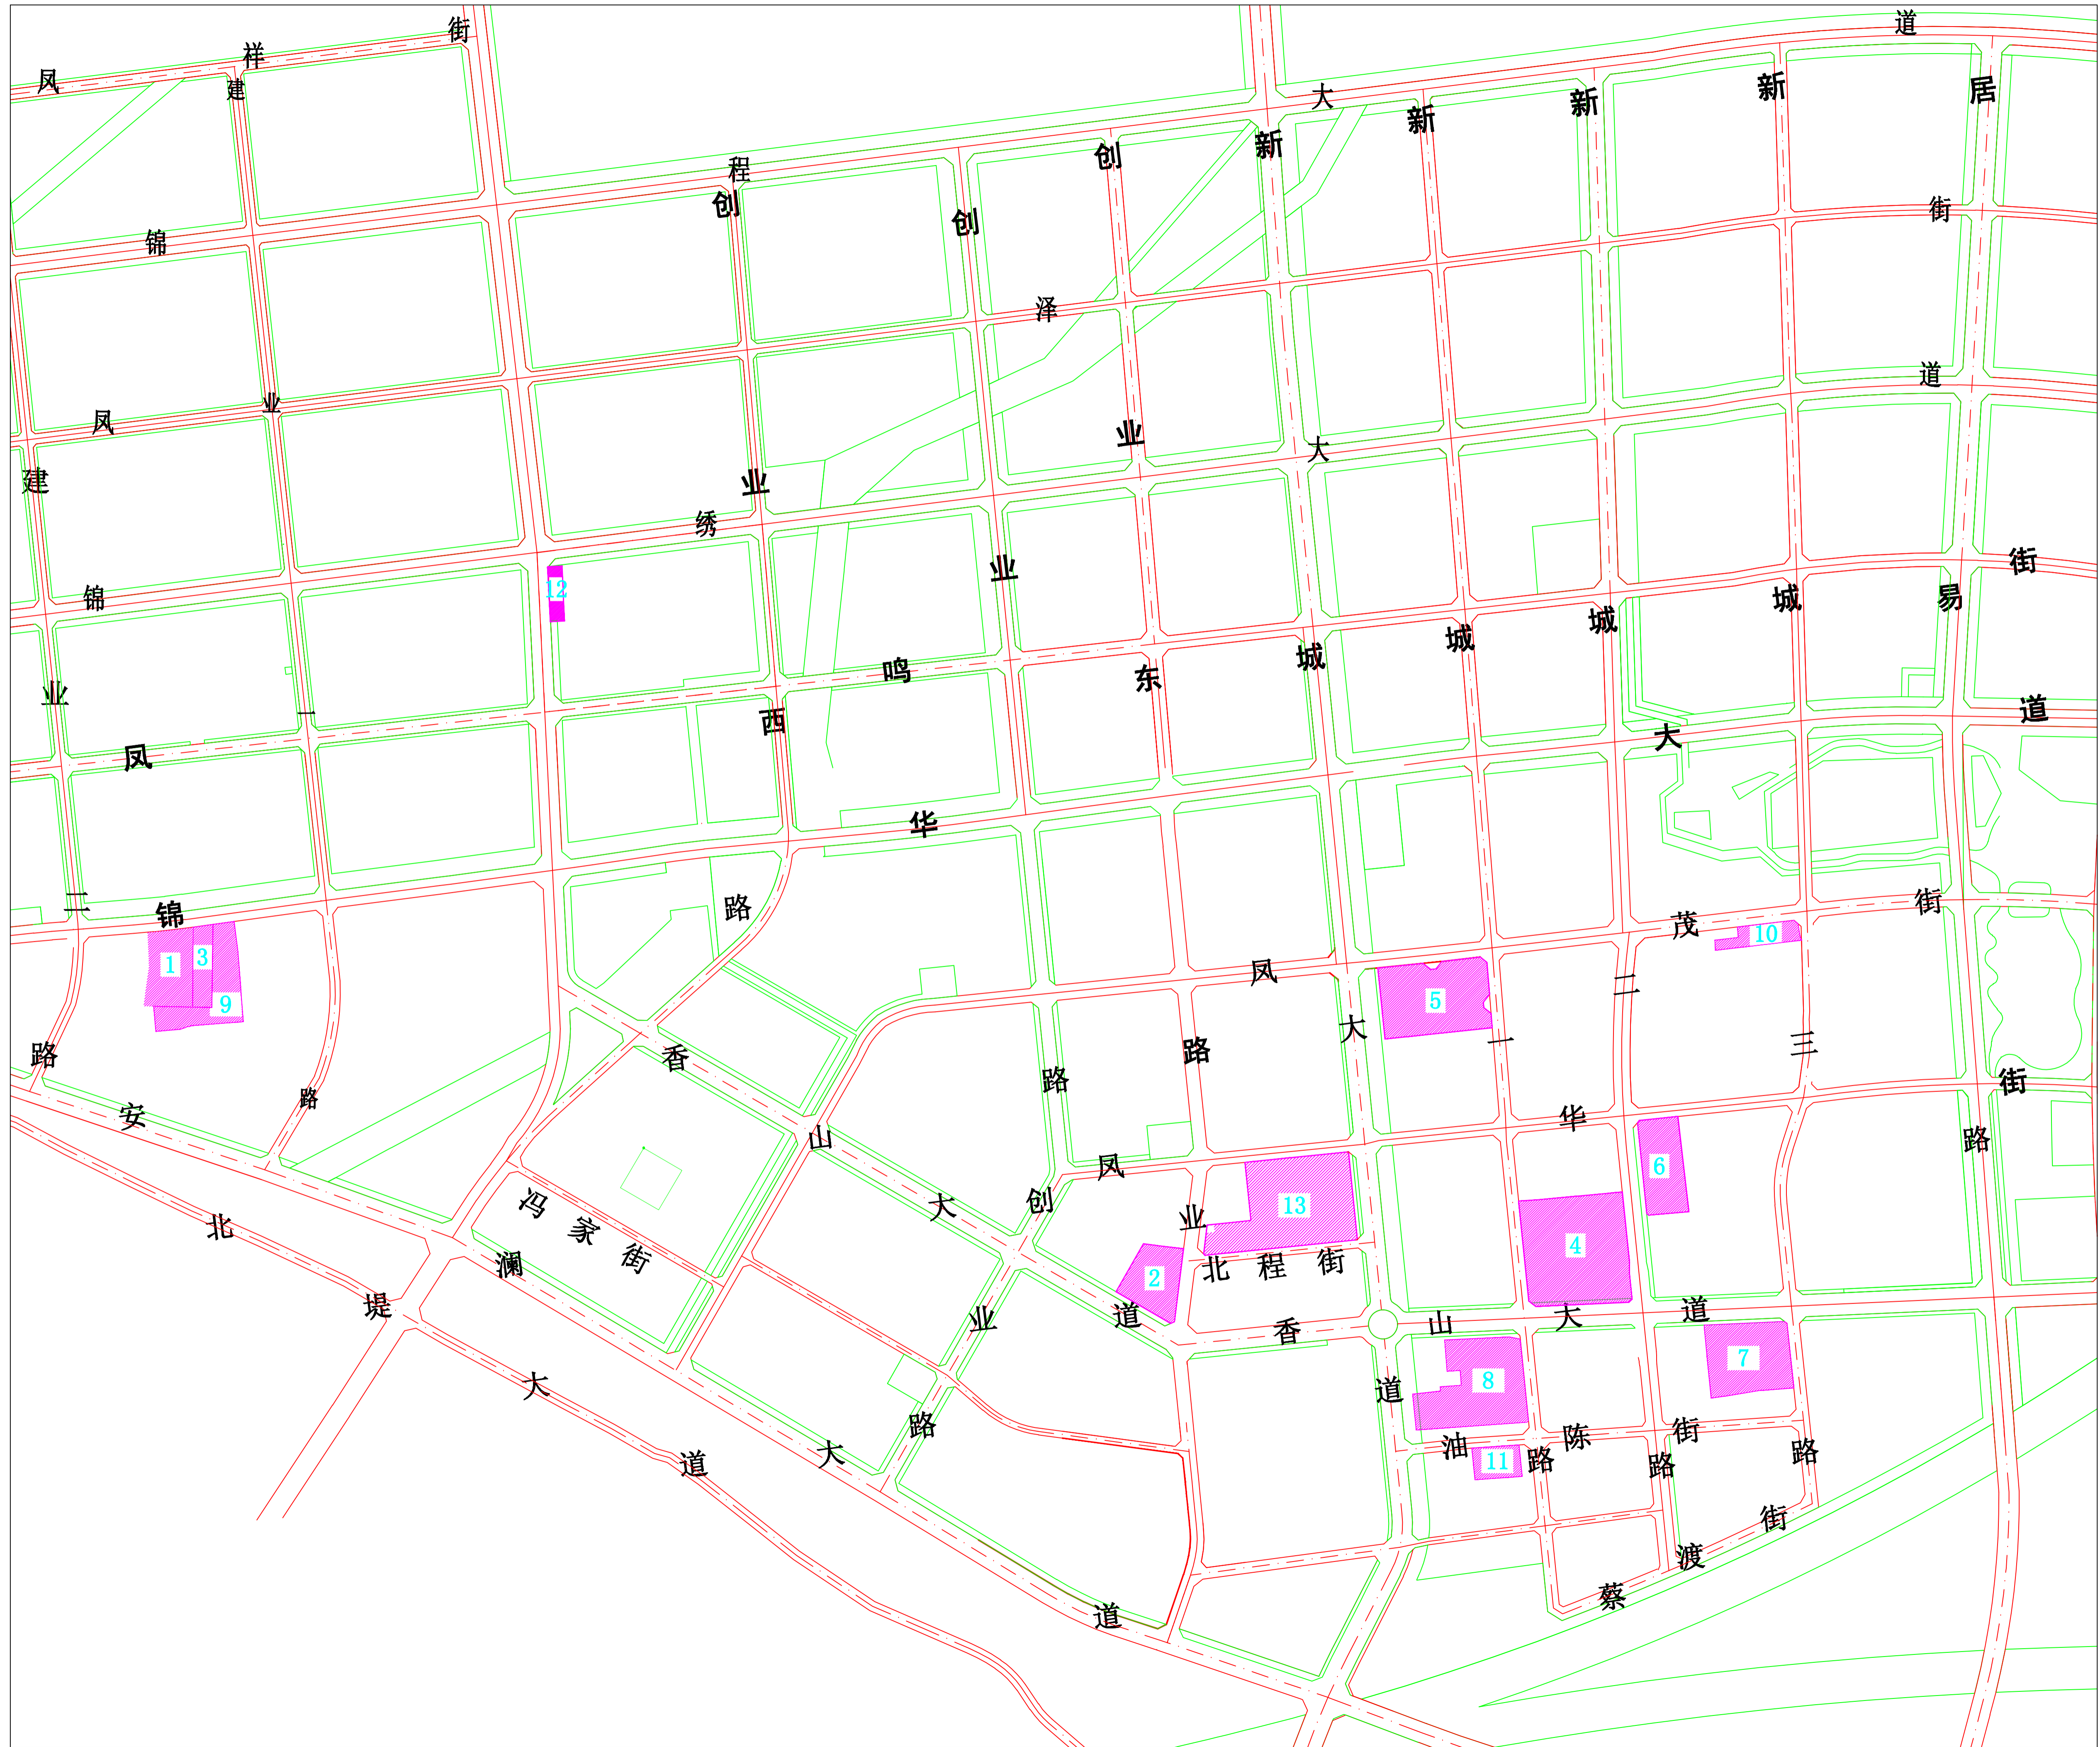 凤祥街
锦程大道
凤泽街
锦绣大道
凤鸣街
锦华大道
凤茂街
凤华街
北程街
香山大道
香山大道
油陈街
蔡渡街
冯家街
安澜大道
北堤大道
建业一路
建业二路
创业西路
创业路
创业东路
创业路
业
新城大道
新城一路
新城二路
新城三路
居易路
12
1
3
9
10
5
6
13
4
2
7
8
11